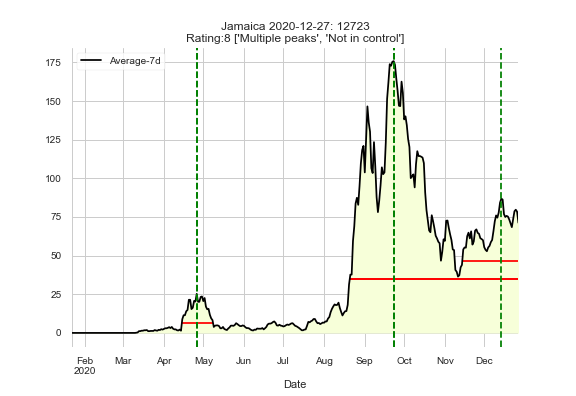 Jamaica 2020-12-27: 12723
Rating:8 ['Multiple peaks', 'Not in control']
Average-7d
175
150
125
100
75
50
25
0
Feb Mar Apr May Jun Jul Aug Sep Oct Nov Dec
2020
Date